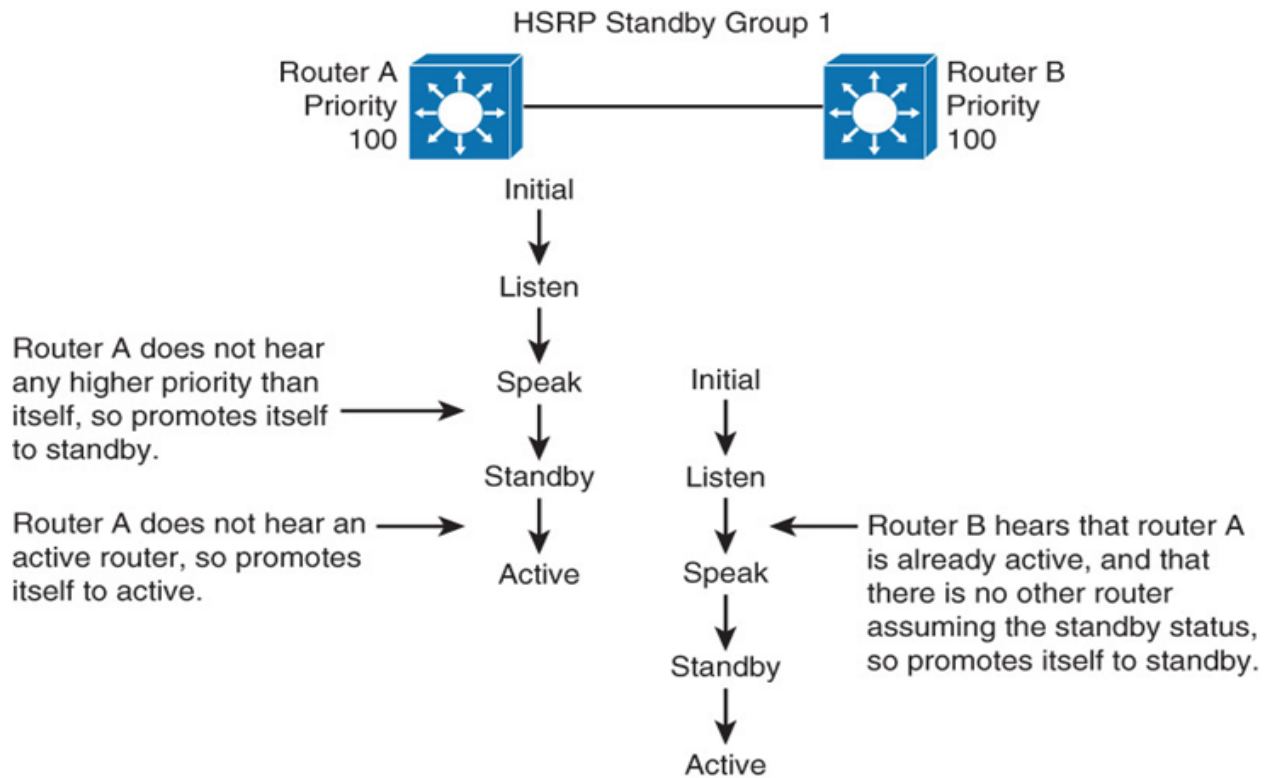 HSRP Standby Group 1
Router A
Priority
100
Router B
Priority
100
Initial
Listen
Speak
Standby
Active
Router A does not hear
any higher priority than
itself, so promotes itself
to standby.
Router A does not hear an
active router, so promotes
itself to active.
Initial
Listen
Speak
Standby
Active
Router B hears that router A
is already active, and that
there is no other router
assuming the standby status,
so promotes itself to standby.